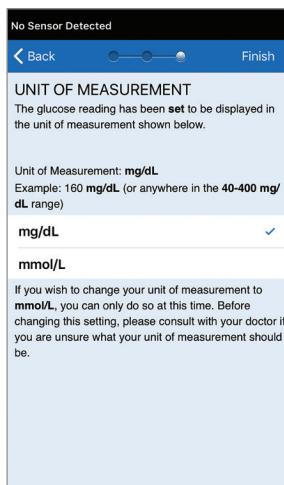 No Sensor Detected
Back
Finish
UNIT OF MEASUREMENT
The glucose reading has been set to be displayed in
the unit of measurement shown below.
Unit of Measurement: mg/dL
Example: 160 mg/dL (or anywhere in the 40-400 mg/
dL range)
mg/dL
mmol/L
If you wish to change your unit of measurement to
mmol/L, you can only do so at this time. Before
changing this setting, please consult with your doctor if
you are unsure what your unit of measurement should
be.